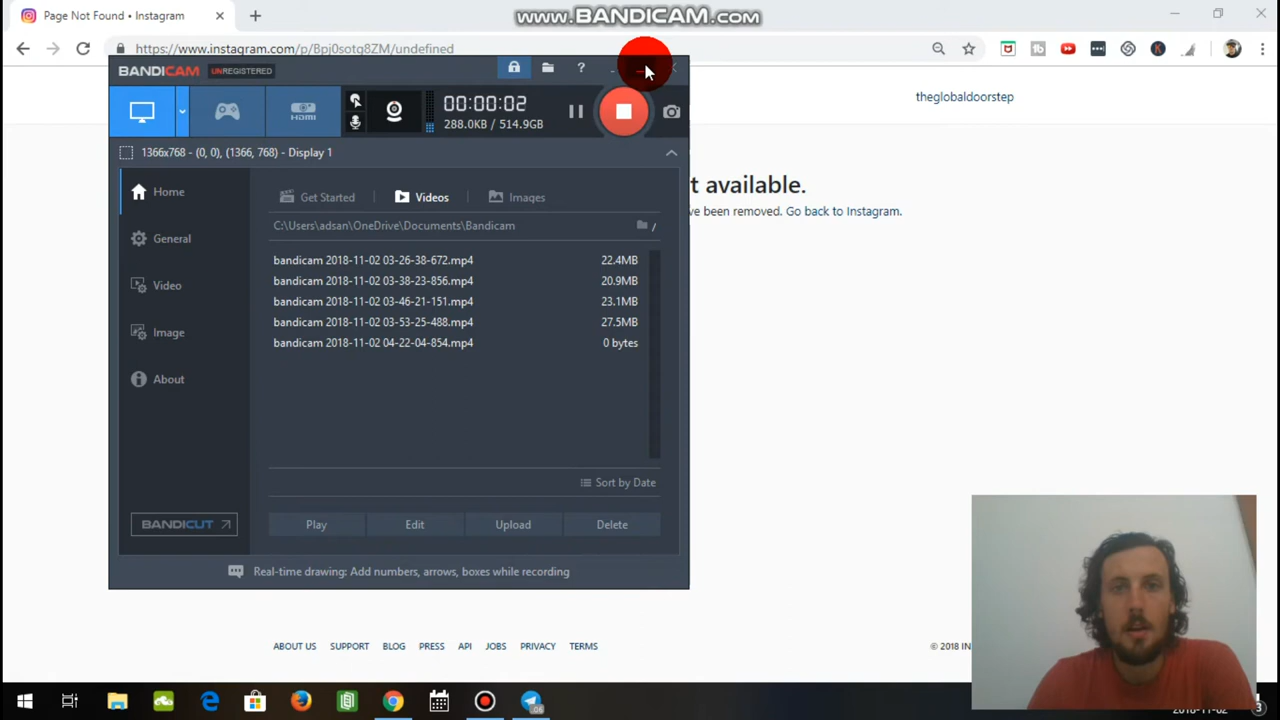 Page Not Found • Instagram
www.BANDICAM.com
https://www.instagram.com/p/Bpj0sotq8ZM/undefined
BANDICAM UNREGISTERED
?
theglobaldoorstep
HDMI
00:00:02
288.0KB / 514.9GB
1366x768 - (0, 0), (1366, 768) - Display 1
t available.
've been removed. Go back to Instagram.
Home
General
Video
Image
About
BANDICUT
Get Started
Videos
Images
C:\Users\adsan\OneDrive\Documents\Bandicam
/
bandicam 2018-11-02 03-26-38-672.mp4 22.4MB
bandicam 2018-11-02 03-38-23-856.mp4 20.9MB
bandicam 2018-11-02 03-46-21-151.mp4 23.1MB
bandicam 2018-11-02 03-53-25-488.mp4 27.5MB
bandicam 2018-11-02 04-22-04-854.mp4 0 bytes
Sort by Date
Play Edit Upload Delete
Real-time drawing: Add numbers, arrows, boxes while recording
ABOUT US SUPPORT BLOG PRESS API JOBS PRIVACY TERMS
© 2018 IN
2018-11-02
3